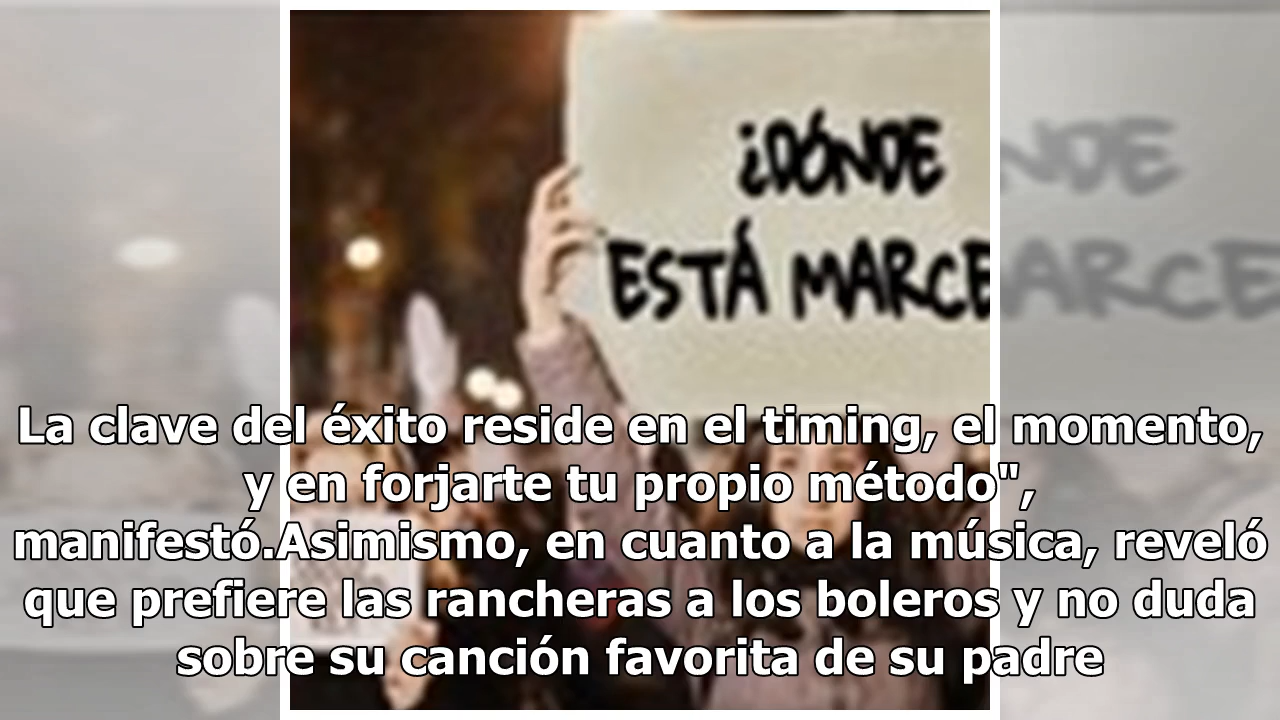 ¿DÓNDE
ESTÁ MARCE
La clave del éxito reside en el timing, el momento,
y en forjarte tu propio método",
manifestó.Asimismo, en cuanto a la música, reveló
que prefiere las rancheras a los boleros y no duda
sobre su canción favorita de su padre